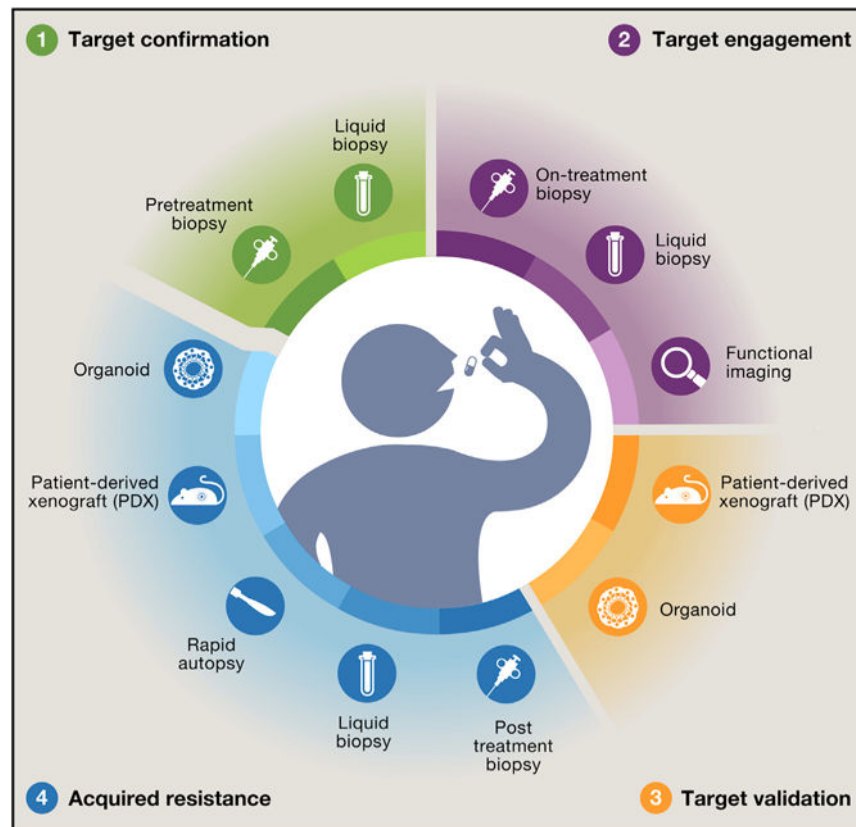 1 Target confirmation
Liquid
biopsy
Pretreatment
biopsy
2 Target engagement
On-treatment
biopsy
Liquid
biopsy
Functional
imaging
Patient-derived
xenograft (PDX)
Organoid
3 Target validation
Organoid
Patient-derived
xenograft (PDX)
Rapid
autopsy
Liquid
biopsy
Post
treatment
biopsy
4 Acquired resistance